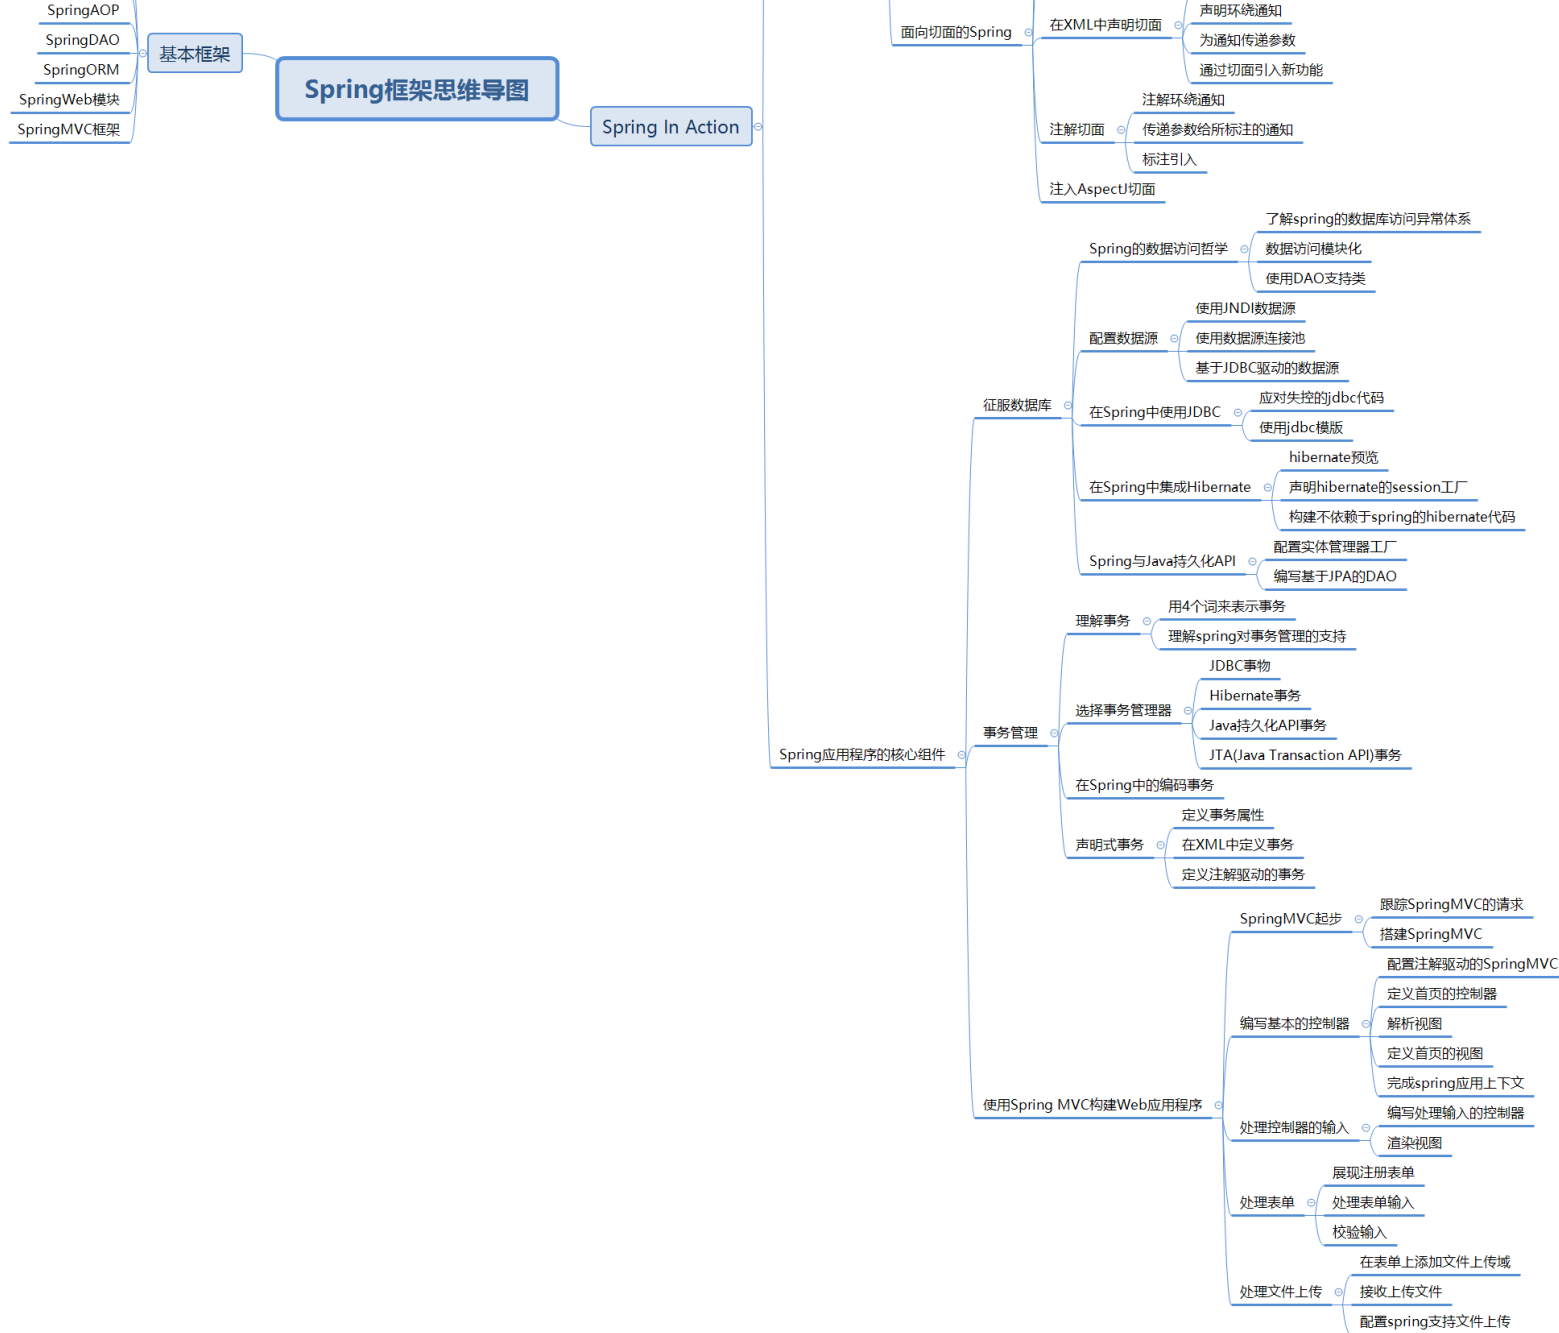 SpringAOP
SpringDAO
SpringORM
SpringWeb模块
SpringMVC框架
基本框架
Spring框架思维导图
Spring In Action
面向切面的Spring
在XML中声明切面
声明环绕通知
为通知传递参数
通过切面引入新功能
注解切面
注解环绕通知
传递参数给所标注的通知
标注引入
注入AspectJ切面
Spring应用程序的核心组件
征服数据库
Spring的数据访问哲学
了解spring的数据库访问异常体系
数据访问模块化
使用DAO支持类
配置数据源
使用JNDI数据源
使用数据源连接池
基于JDBC驱动的数据源
在Spring中使用JDBC
应对失控的jdbc代码
使用jdbc模版
在Spring中集成Hibernate
hibernate预览
声明hibernate的session工厂
构建不依赖于spring的hibernate代码
Spring与Java持久化API
配置实体管理器工厂
编写基于JPA的DAO
事务管理
理解事务
用4个词来表示事务
理解spring对事务管理的支持
选择事务管理器
JDBC事物
Hibernate事务
Java持久化API事务
JTA(Java Transaction API)事务
在Spring中的编码事务
声明式事务
定义事务属性
在XML中定义事务
定义注解驱动的事务
使用Spring MVC构建Web应用程序
SpringMVC起步
跟踪SpringMVC的请求
搭建SpringMVC
编写基本的控制器
配置注解驱动的SpringMVC
定义首页的控制器
解析视图
定义首页的视图
完成spring应用上下文
处理控制器的输入
编写处理输入的控制器
渲染视图
处理表单
展现注册表单
处理表单输入
校验输入
处理文件上传
在表单上添加文件上传域
接收上传文件
配置spring支持文件上传